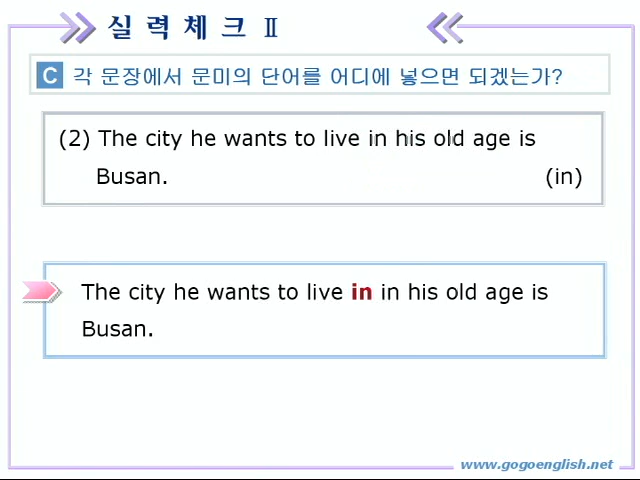 실 력 체 크 Ⅱ
C 각 문장에서 문미의 단어를 어디에 넣으면 되겠는가?
(2) The city he wants to live in his old age is
Busan. (in)
The city he wants to live in in his old age is
Busan.
www.gogoenglish.net